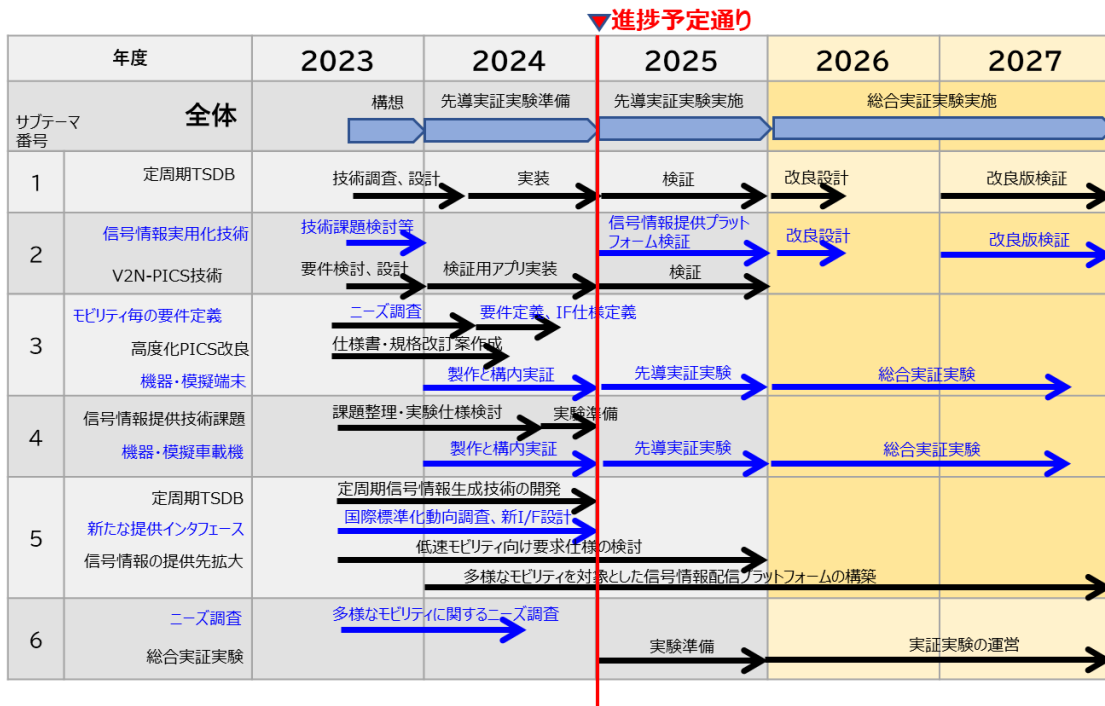 進捗予定通り
年度
2023
2024
2025
2026
2027
サブテーマ
番号
全体
構想
先導実証実験準備
先導実証実験実施
総合実証実験実施
1
定周期TSDB
技術調査、設計
実装
検証
改良設計
改良版検証
2
信号情報実用化技術
技術課題検討等
信号情報提供プラット
フォーム検証
改良設計
改良版検証
V2N-PICS技術
要件検討、設計
検証用アプリ実装
検証
3
モビリティ毎の要件定義
ニーズ調査
要件定義、IF仕様定義
高度化PICS改良
仕様書・規格改訂案作成
機器・模擬端末
製作と構内実証
先導実証実験
総合実証実験
4
信号情報提供技術課題
課題整理・実験仕様検討
実験準備
機器・模擬車載機
製作と構内実証
先導実証実験
総合実証実験
5
定周期TSDB
定周期信号情報生成技術の開発
新たな提供インタフェース
国際標準化動向調査、新I/F設計
信号情報の提供先拡大
低速モビリティ向け要求仕様の検討
多様なモビリティを対象とした信号情報配信プラットフォームの構築
6
ニーズ調査
多様なモビリティに関するニーズ調査
総合実証実験
実験準備
実証実験の運営